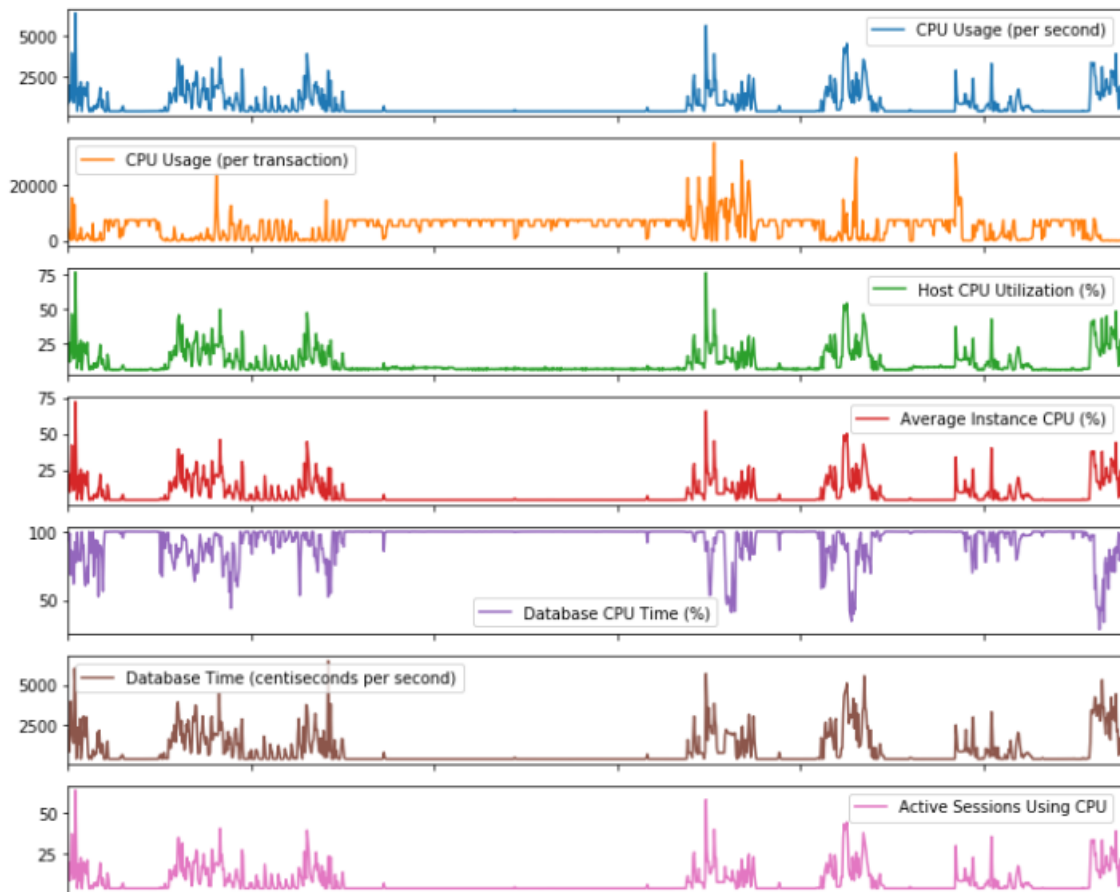 5000
CPU Usage (per second)
2500
CPU Usage (per transaction)
20000
0
75
Host CPU Utilization (%)
50
25
75
Average Instance CPU (%)
50
25
100
50
Database CPU Time (%)
Database Time (centiseconds per second)
5000
2500
Active Sessions Using CPU
50
25